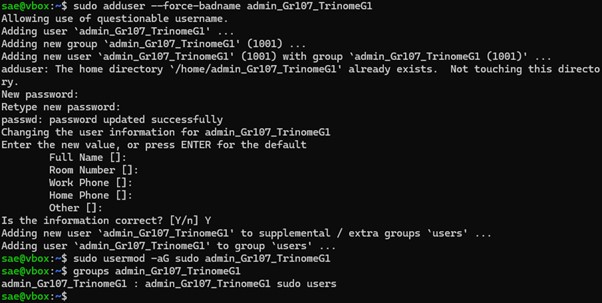 sae@vbox:~$ sudo adduser --force-badname admin_Gr107_TrinomeG1
Allowing use of questionable username.
Adding user `admin_Gr107_TrinomeG1' ...
Adding new group `admin_Gr107_TrinomeG1' (1001) ...
Adding new user `admin_Gr107_TrinomeG1' (1001) with group `admin_Gr107_TrinomeG1 (1001)' ...
adduser: The home directory `/home/admin_Gr107_TrinomeG1' already exists.  Not touching this directo
ry.
New password:
Retype new password:
passwd: password updated successfully
Changing the user information for admin_Gr107_TrinomeG1
Enter the new value, or press ENTER for the default
        Full Name []:
        Room Number []:
        Work Phone []:
        Home Phone []:
        Other []:
Is the information correct? [Y/n] Y
Adding new user `admin_Gr107_TrinomeG1' to supplemental / extra groups `users' ...
Adding user `admin_Gr107_TrinomeG1' to group `users' ...
sae@vbox:~$ sudo usermod -aG sudo admin_Gr107_TrinomeG1
sae@vbox:~$ groups admin_Gr107_TrinomeG1
admin_Gr107_TrinomeG1 : admin_Gr107_TrinomeG1 sudo users
sae@vbox:~$